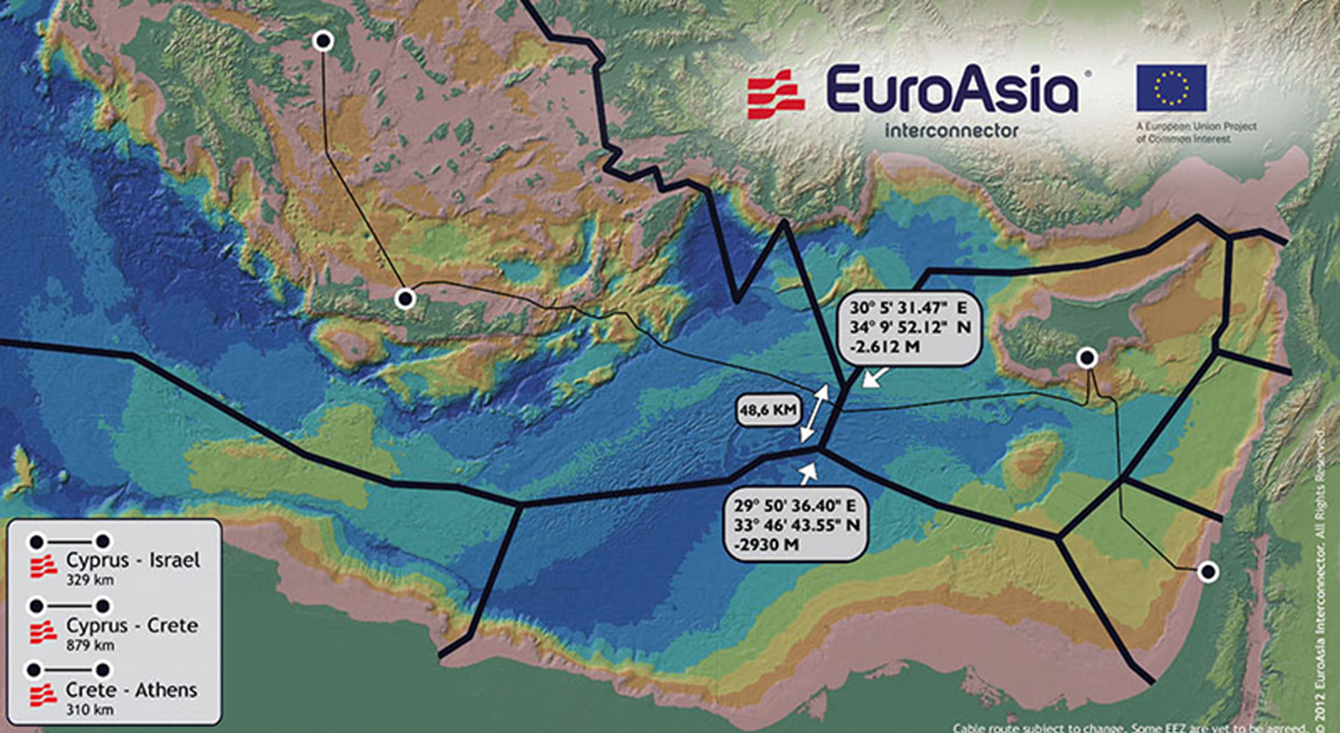 EuroAsia®
interconnector
A European Union Project
of Common Interest
30° 5' 31.47" E
34° 9' 52.12" N
-2.612 M
48,6 KM
29° 50' 36.40" E
33° 46' 43.55" N
-2930 M
Cyprus - Israel
329 km
Cyprus - Crete
879 km
Crete - Athens
310 km
Cable route subject to change. Some EEZ are yet to be agreed.
© 2012 EuroAsia Interconnector. All Rights Reserved.